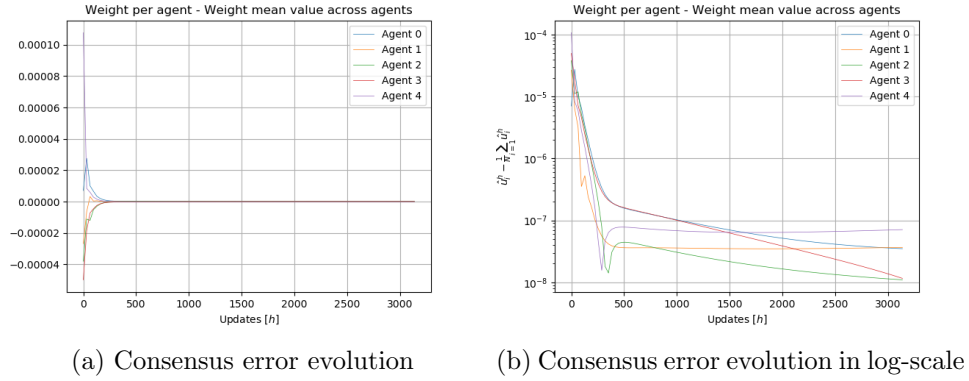 Weight per agent - Weight mean value across agents
0.00010
0.00008
0.00006
0.00004
0.00002
0.00000
−0.00002
−0.00004
0
500
1000
1500
2000
2500
3000
Updates [h]
Agent 0
Agent 1
Agent 2
Agent 3
Agent 4
(a) Consensus error evolution
Weight per agent - Weight mean value across agents
10⁻⁴
10⁻⁵
10⁻⁶
10⁻⁷
10⁻⁸
û_i^h − 1/N ∑_{i=1}^N û_i^h
0
500
1000
1500
2000
2500
3000
Updates [h]
Agent 0
Agent 1
Agent 2
Agent 3
Agent 4
(b) Consensus error evolution in log-scale